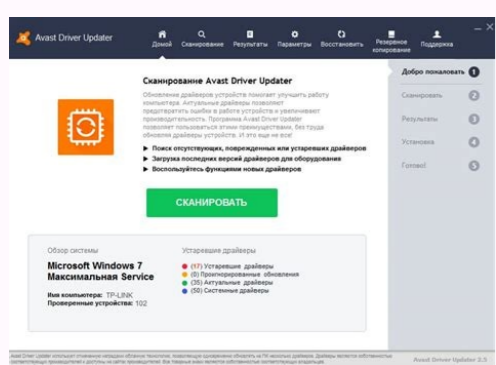 Avast Driver Updater
Домой
Сканирование
Результаты
Параметры
Восстановить
Резервное
копирование
Поддержка
Сканирование Avast Driver Updater
Обновление драйверов устройств помогает улучшить работу
компьютера. Актуальные драйверы позволяют
предотвратить ошибки в работе устройств и увеличивают
производительность. Программа Avast Driver Updater
позволяет пользоваться этими преимуществами, без труда
обновляя драйверы устройств. И это еще не все!
Поиск отсутствующих, поврежденных или устаревших драйверов
Загрузка последних версий драйверов для оборудования
Воспользуйтесь функциями новых драйверов
СКАНИРОВАТЬ
Добро пожаловать 1
Сканировать 2
Результаты 3
Установка 4
Готово! 5
Обзор системы
Microsoft Windows 7
Максимальная Service
Имя компьютера: TP-LINK
Проверенные устройства: 102
Устаревшие драйверы
(17) Устаревшие драйверы
(0) Проигнорированные обновления
(35) Актуальные драйверы
(50) Системные драйверы
Avast Driver Updater 2.3